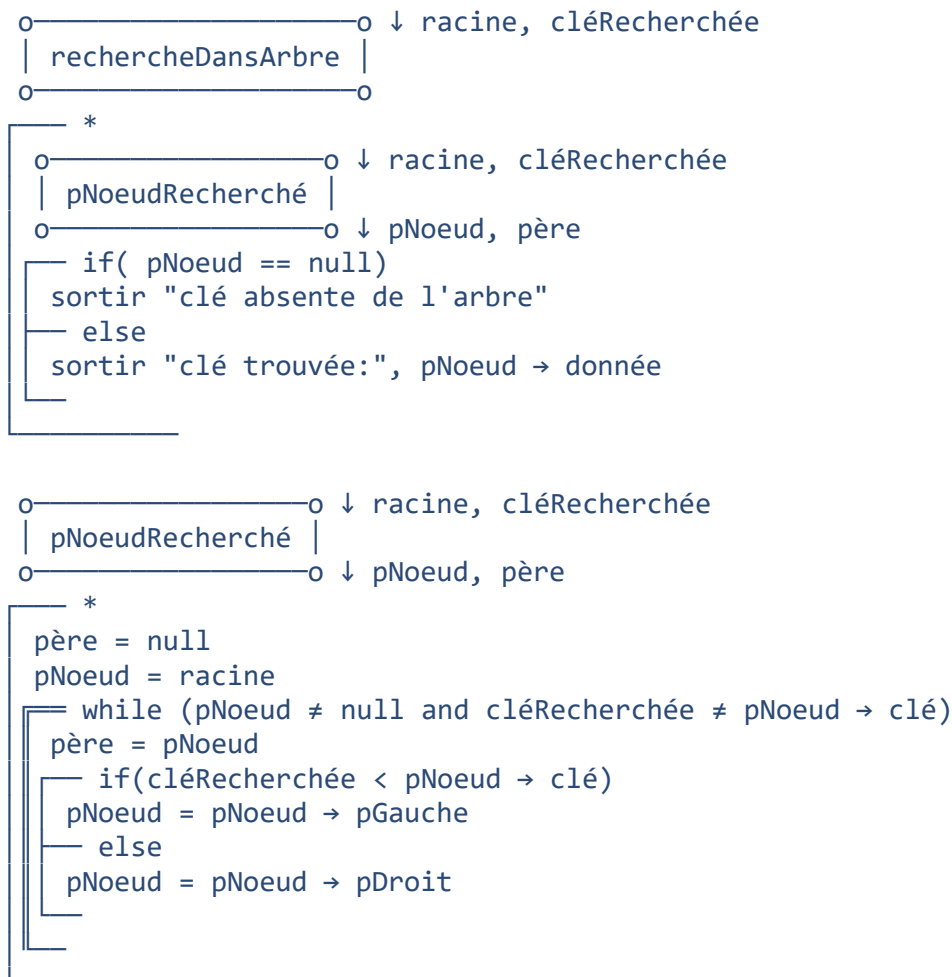 o─────────────────────o ↓ racine, cléRecherchée
│ rechercheDansArbre │
o─────────────────────o
┌─── *
│ o──────────────────o ↓ racine, cléRecherchée
│ │ pNoeudRecherché │
│ o──────────────────o ↓ pNoeud, père
│┌── if( pNoeud == null)
││ sortir "clé absente de l'arbre"
│├── else
││ sortir "clé trouvée:", pNoeud → donnée
│└──
└──────────
o──────────────────o ↓ racine, cléRecherchée
│ pNoeudRecherché │
o──────────────────o ↓ pNoeud, père
┌─── *
│ père = null
│ pNoeud = racine
│╔══ while (pNoeud ≠ null and cléRecherchée ≠ pNoeud → clé)
│║ père = pNoeud
│║┌── if(cléRecherchée < pNoeud → clé)
│║│ pNoeud = pNoeud → pGauche
│║├── else
│║│ pNoeud = pNoeud → pDroit
│║└──
│╙──
│